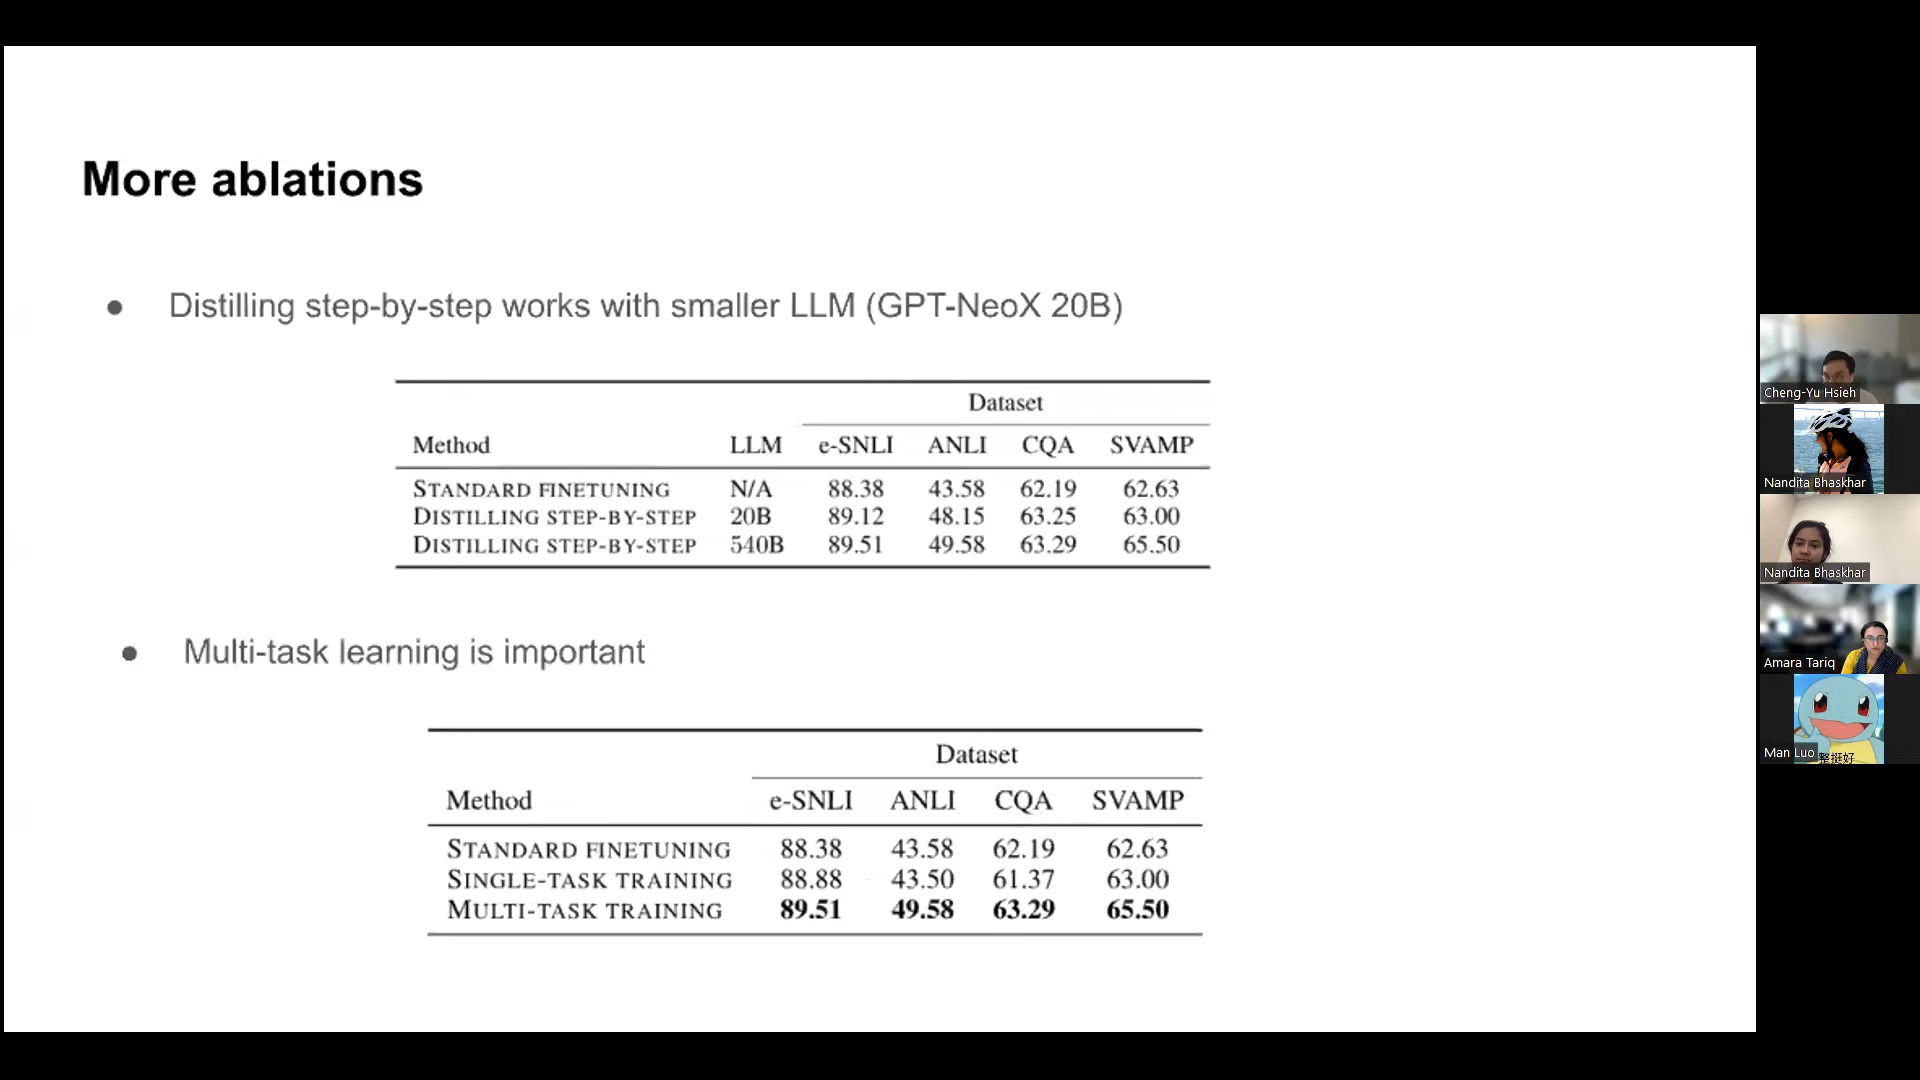 More ablations
● Distilling step-by-step works with smaller LLM (GPT-NeoX 20B)
Dataset
Method LLM e-SNLI ANLI CQA SVAMP
STANDARD FINETUNING N/A 88.38 43.58 62.19 62.63
DISTILLING STEP-BY-STEP 20B 89.12 48.15 63.25 63.00
DISTILLING STEP-BY-STEP 540B 89.51 49.58 63.29 65.50
● Multi-task learning is important
Dataset
Method e-SNLI ANLI CQA SVAMP
STANDARD FINETUNING 88.38 43.58 62.19 62.63
SINGLE-TASK TRAINING 88.88 43.50 61.37 63.00
MULTI-TASK TRAINING 89.51 49.58 63.29 65.50
Cheng-Yu Hsieh
Nandita Bhaskhar
Nandita Bhaskhar
Amara Tariq
Man Luo
整挺好